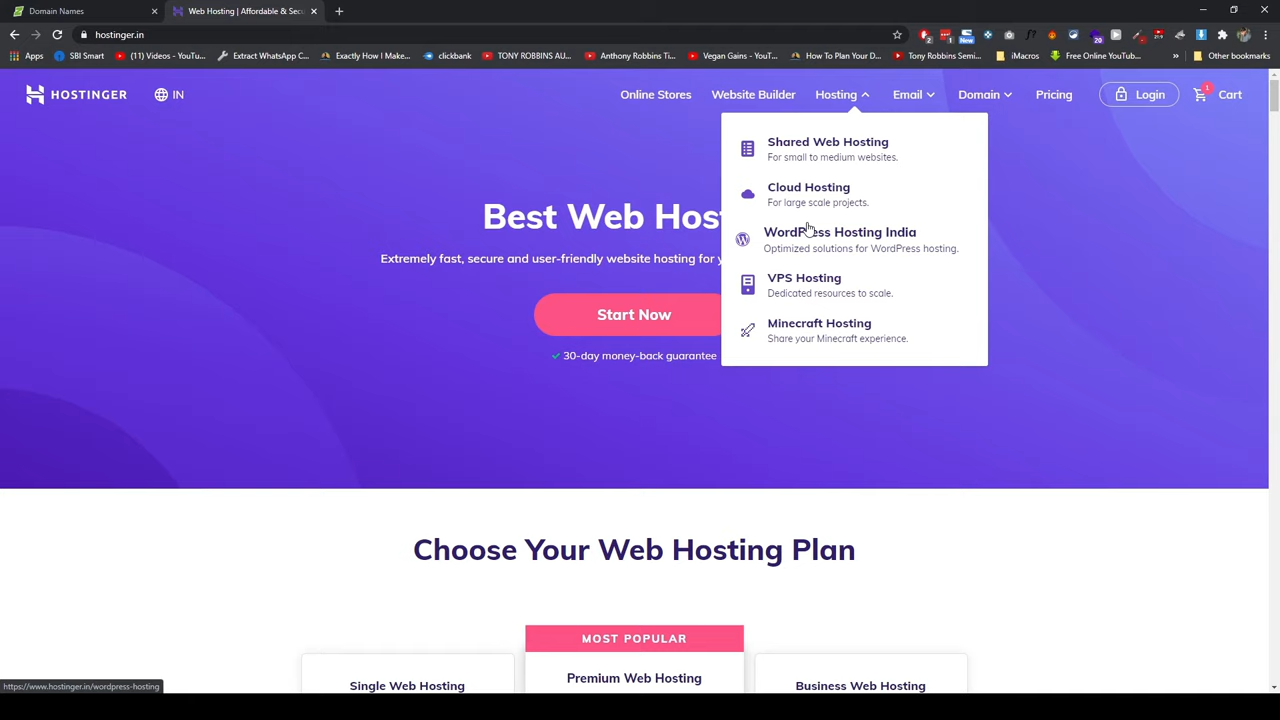 Domain Names
Web Hosting | Affordable & Secu
hostinger.in
Apps
SBI Smart
(11) Videos - YouTu...
Extract WhatsApp C...
Exactly How I Make...
clickbank
TONY ROBBINS AU...
Anthony Robbins Ti...
Vegan Gains - YouT...
How To Plan Your D...
Tony Robbins Semi...
iMacros
Free Online YouTub...
»
Other bookmarks
HOSTINGER
IN
Online Stores
Website Builder
Hosting
Email
Domain
Pricing
Login
1
Cart
Shared Web Hosting
For small to medium websites.
Cloud Hosting
For large scale projects.
WordPress Hosting India
Optimized solutions for WordPress hosting.
VPS Hosting
Dedicated resources to scale.
Minecraft Hosting
Share your Minecraft experience.
Best Web Host
Extremely fast, secure and user-friendly website hosting for y
Start Now
30-day money-back guarantee
Choose Your Web Hosting Plan
MOST POPULAR
Single Web Hosting
Premium Web Hosting
Business Web Hosting
https://www.hostinger.in/wordpress-hosting